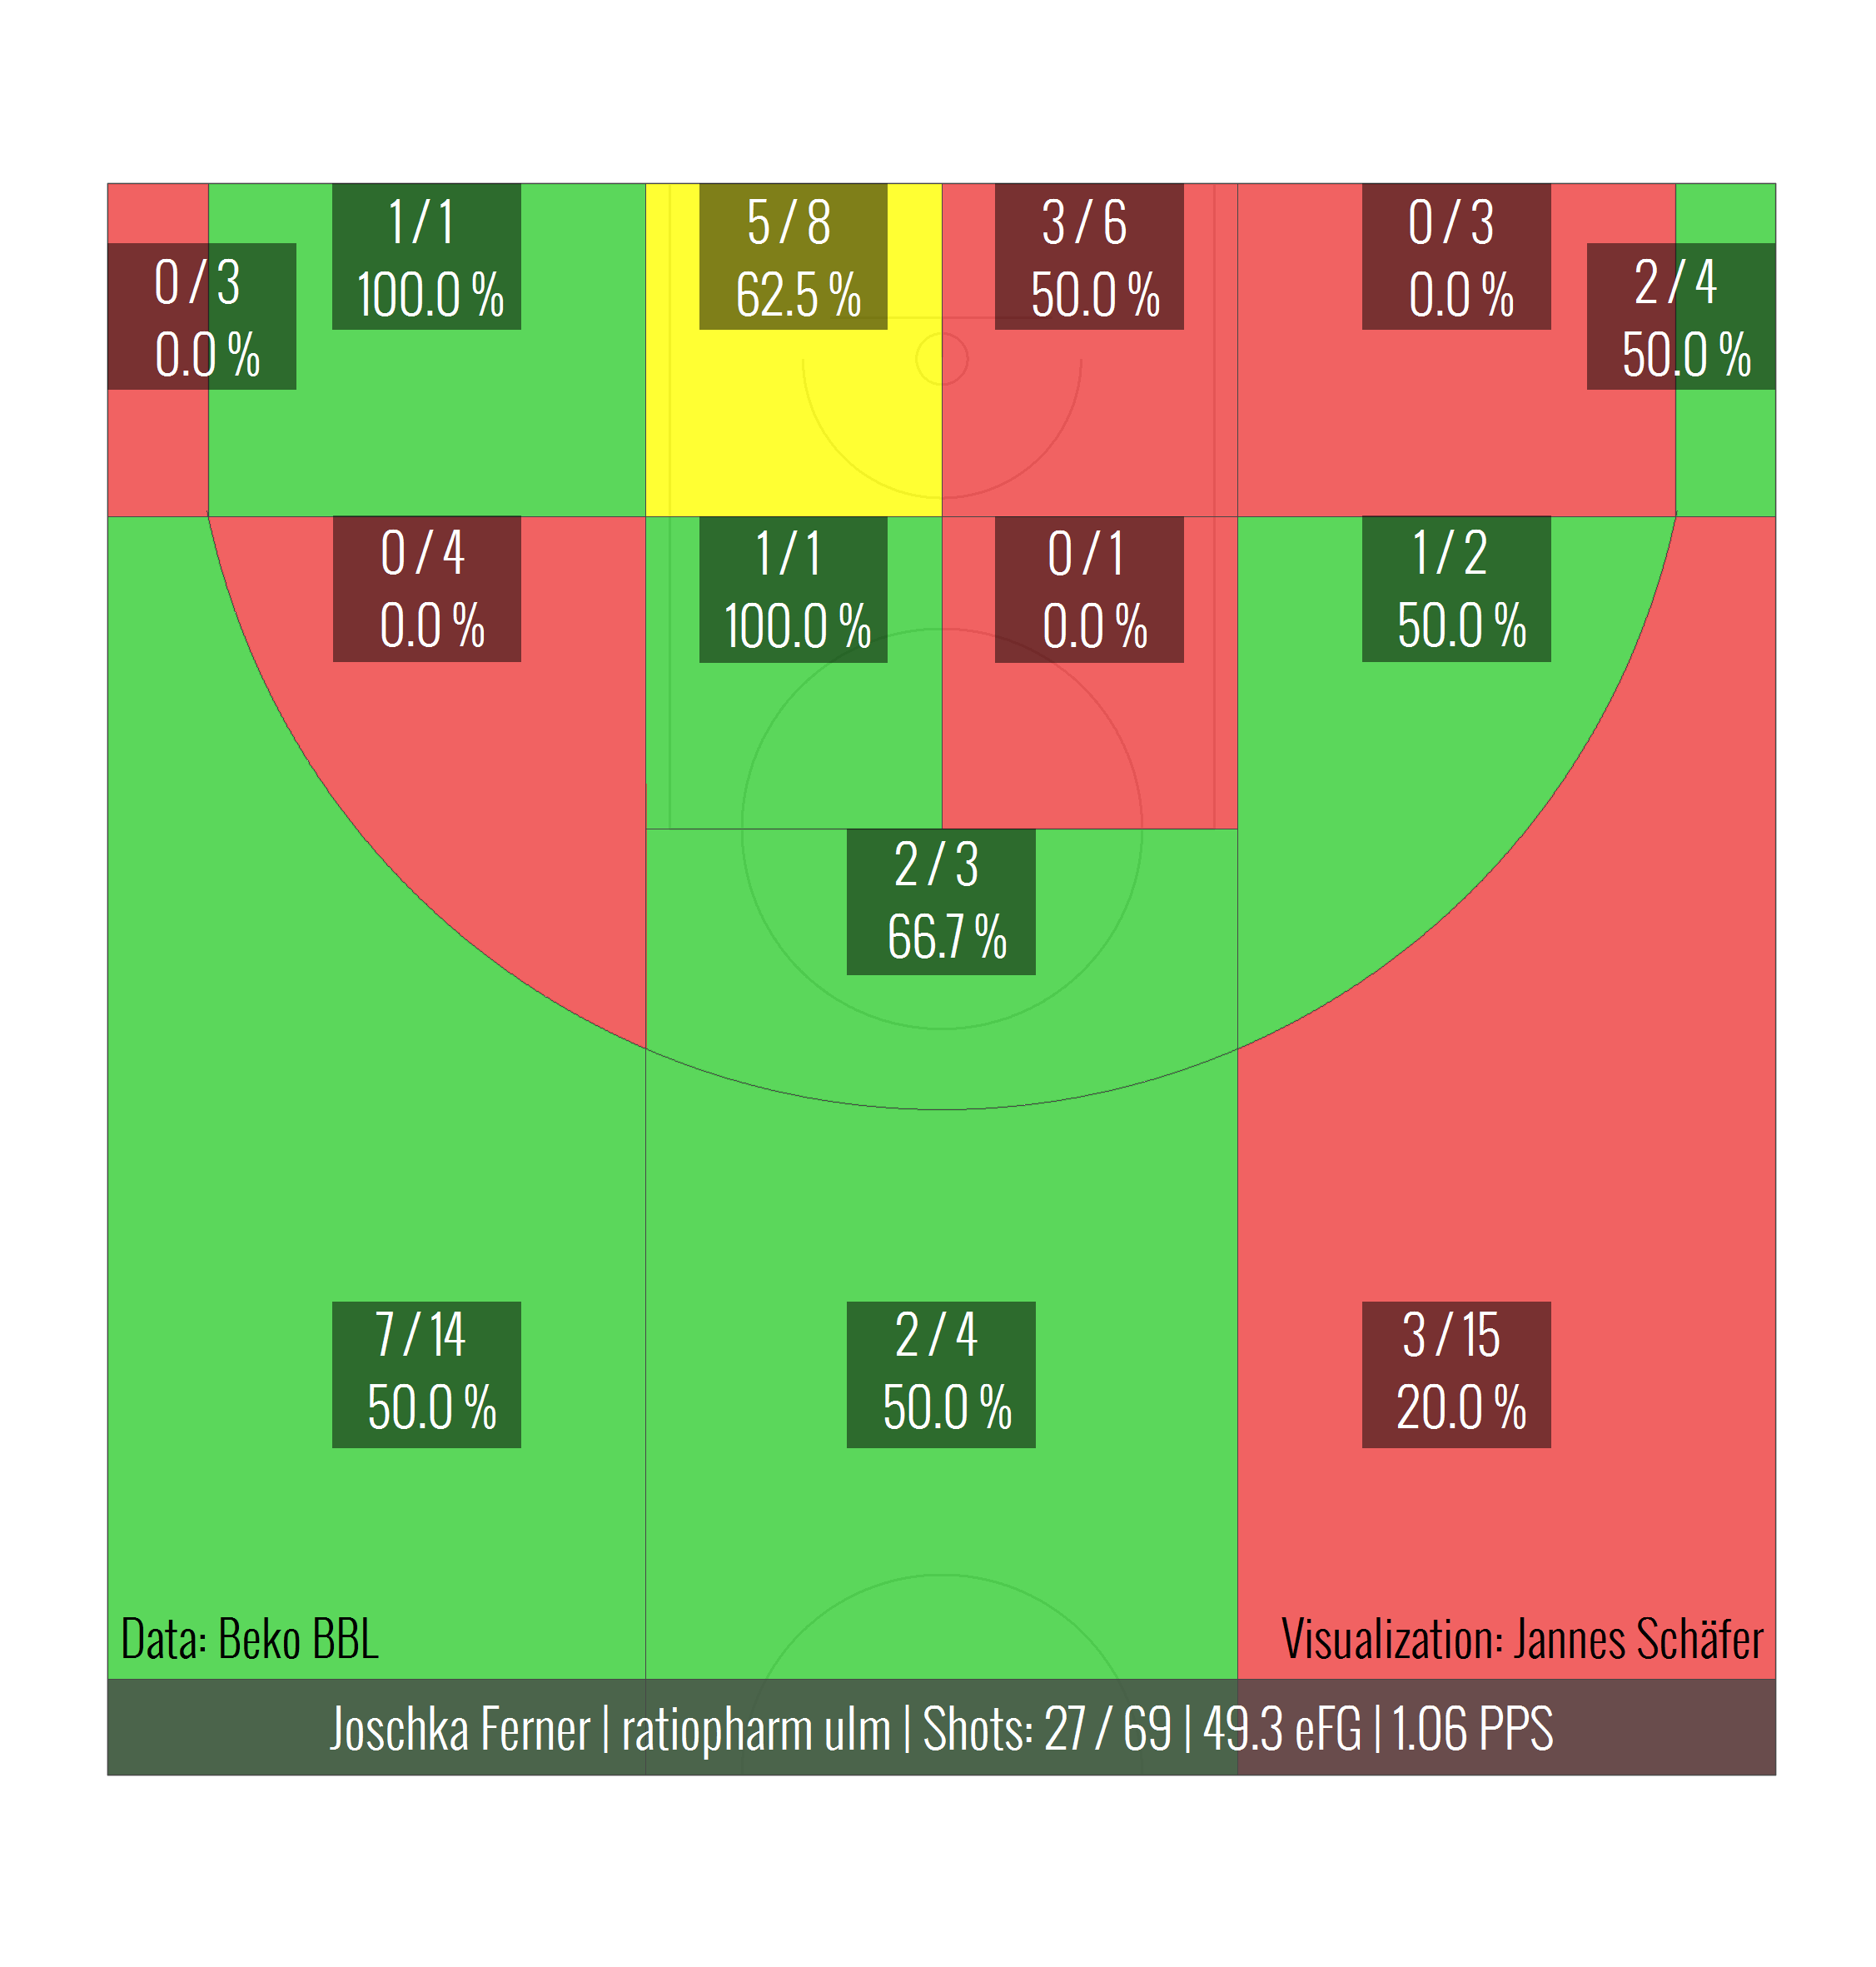 1 / 1
100.0 %
5 / 8
62.5 %
3 / 6
50.0 %
0 / 3
0.0 %
0 / 3
0.0 %
2 / 4
50.0 %
0 / 4
0.0 %
1 / 1
100.0 %
0 / 1
0.0 %
1 / 2
50.0 %
2 / 3
66.7 %
7 / 14
50.0 %
2 / 4
50.0 %
3 / 15
20.0 %
Data: Beko BBL
Visualization: Jannes Schäfer
Joschka Ferner | ratiopharm ulm | Shots: 27 / 69 | 49.3 eFG | 1.06 PPS